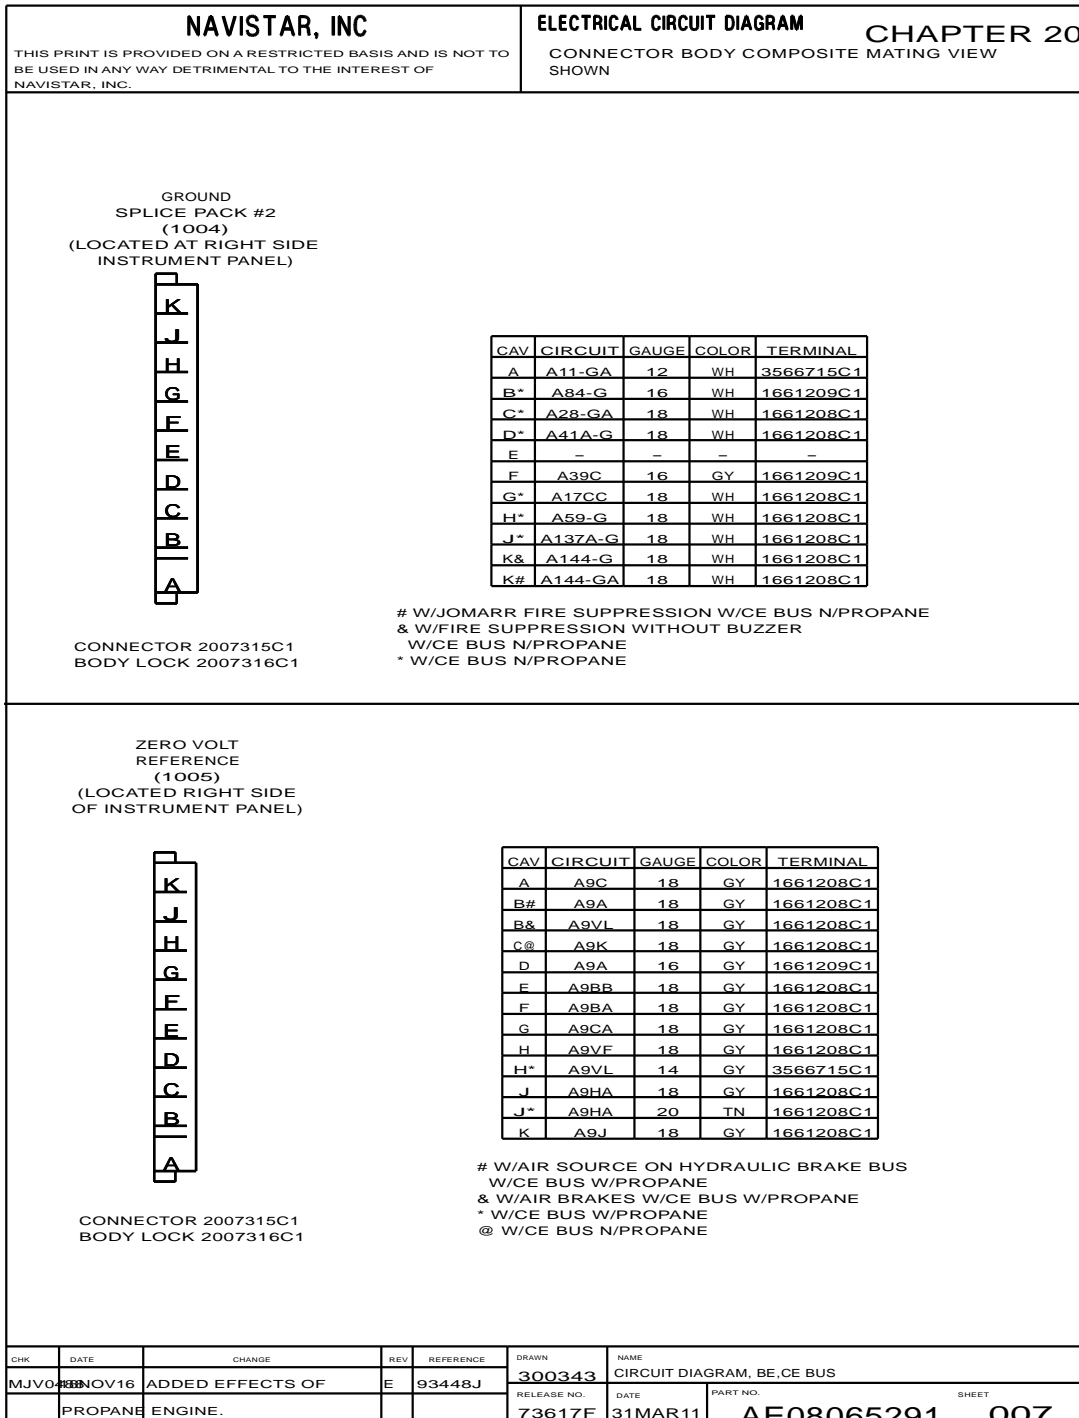 NAVISTAR, INC
THIS PRINT IS PROVIDED ON A RESTRICTED BASIS AND IS NOT TO
BE USED IN ANY WAY DETRIMENTAL TO THE INTEREST OF
NAVISTAR, INC.
ELECTRICAL CIRCUIT DIAGRAM
CHAPTER 20
CONNECTOR BODY COMPOSITE MATING VIEW
SHOWN
GROUND
SPLICE PACK #2
(1004)
(LOCATED AT RIGHT SIDE
INSTRUMENT PANEL)
K
J
H
G
F
E
D
C
B
A
CONNECTOR 2007315C1
BODY LOCK 2007316C1
CAV CIRCUIT GAUGE COLOR TERMINAL
A A11-GA 12 WH 3566715C1
B* A84-G 16 WH 1661209C1
C* A28-GA 18 WH 1661208C1
D* A41A-G 18 WH 1661208C1
E – – – –
F A39C 16 GY 1661209C1
G* A17CC 18 WH 1661208C1
H* A59-G 18 WH 1661208C1
J* A137A-G 18 WH 1661208C1
K& A144-G 18 WH 1661208C1
K# A144-GA 18 WH 1661208C1
# W/JOMARR FIRE SUPPRESSION W/CE BUS N/PROPANE
& W/FIRE SUPPRESSION WITHOUT BUZZER
W/CE BUS N/PROPANE
* W/CE BUS N/PROPANE
ZERO VOLT
REFERENCE
(1005)
(LOCATED RIGHT SIDE
OF INSTRUMENT PANEL)
K
J
H
G
F
E
D
C
B
A
CONNECTOR 2007315C1
BODY LOCK 2007316C1
CAV CIRCUIT GAUGE COLOR TERMINAL
A A9C 18 GY 1661208C1
B# A9A 18 GY 1661208C1
B& A9VL 18 GY 1661208C1
C@ A9K 18 GY 1661208C1
D A9A 16 GY 1661209C1
E A9BB 18 GY 1661208C1
F A9BA 18 GY 1661208C1
G A9CA 18 GY 1661208C1
H A9VF 18 GY 1661208C1
H* A9VL 14 GY 3566715C1
J A9HA 18 GY 1661208C1
J* A9HA 20 TN 1661208C1
K A9J 18 GY 1661208C1
# W/AIR SOURCE ON HYDRAULIC BRAKE BUS
W/CE BUS W/PROPANE
& W/AIR BRAKES W/CE BUS W/PROPANE
* W/CE BUS W/PROPANE
@ W/CE BUS N/PROPANE
CHK DATE CHANGE REV REFERENCE
ADDED EFFECTS OF E 93448J
PROPANE ENGINE.
DRAWN
300343
NAME
CIRCUIT DIAGRAM, BE,CE BUS
RELEASE NO.
73617F
DATE
31MAR11
PART NO.
AE08065291
SHEET
007